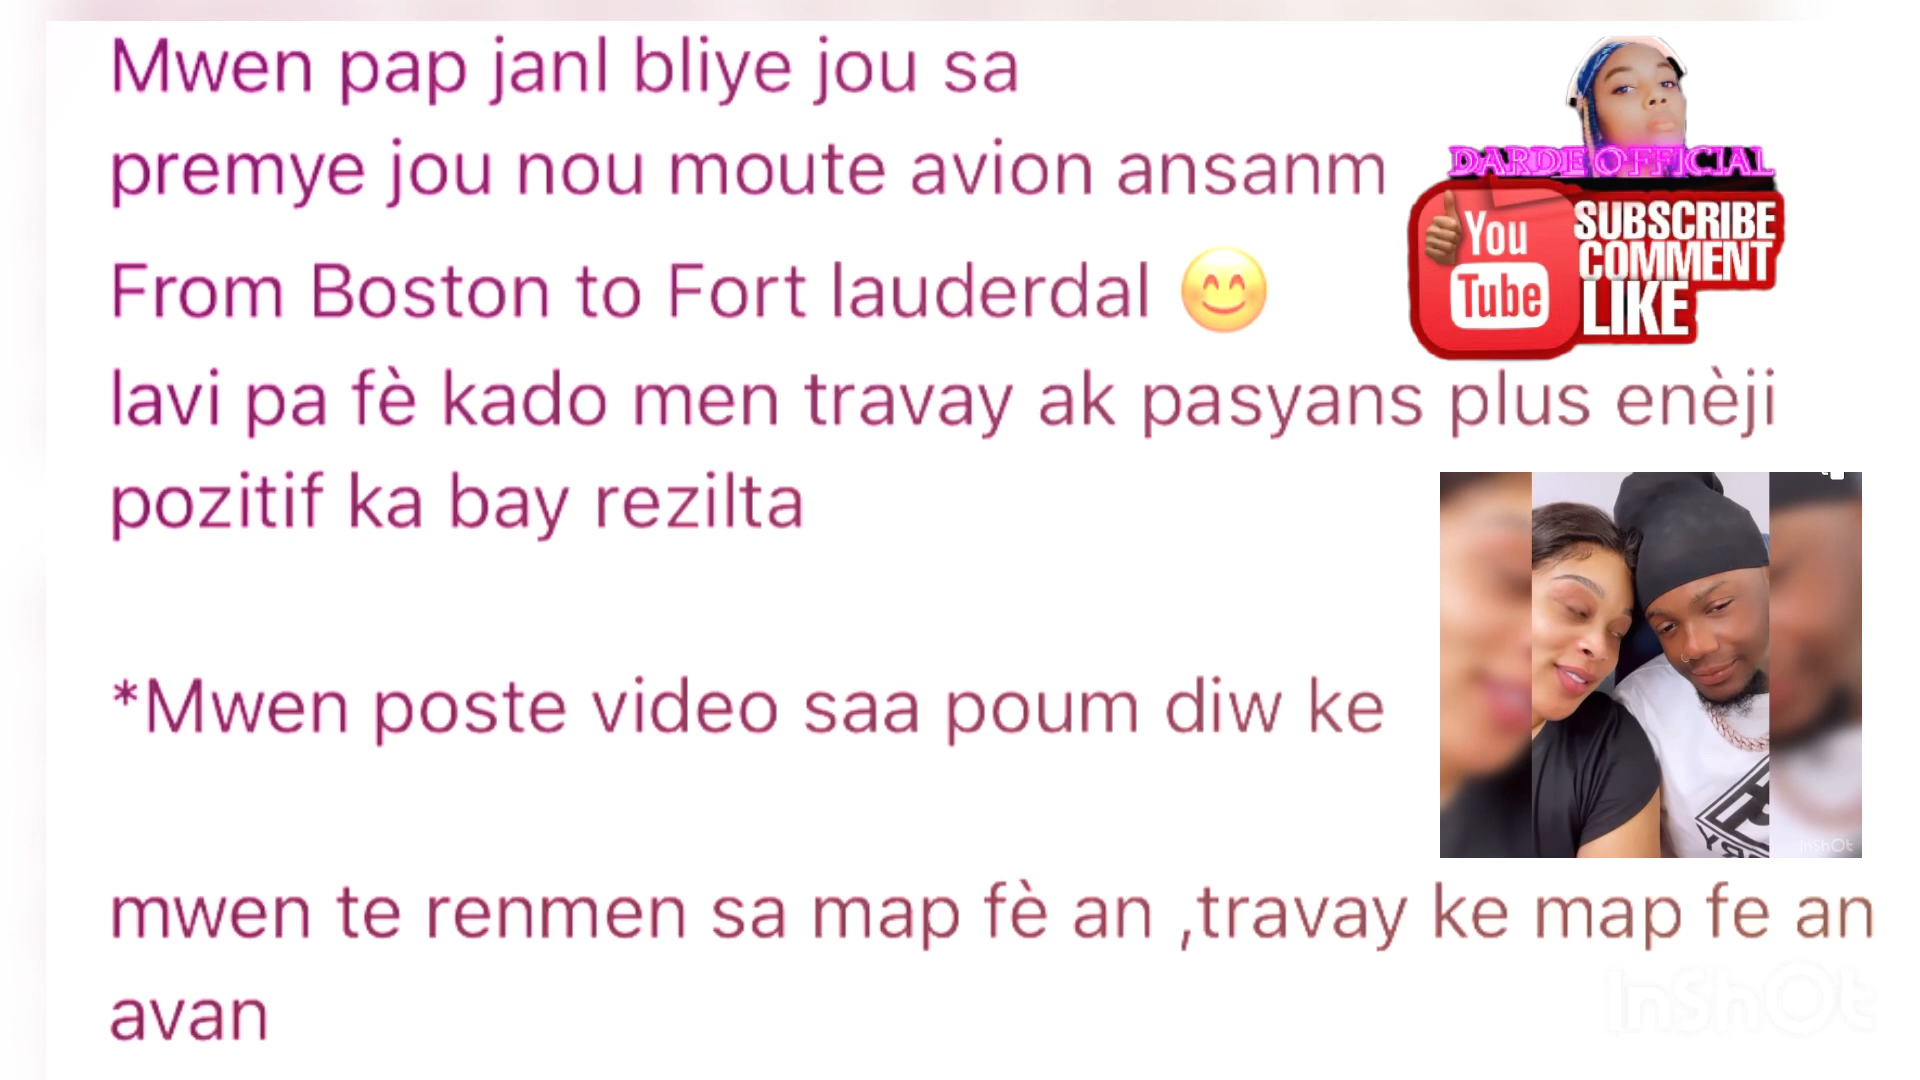 Mwen pap janl bliye jou sa
premye jou nou moute avion ansanm
DARDE OFFICIAL
From Boston to Fort lauderdal 😊
You
Tube
SUBSCRIBE
COMMENT
LIKE
lavi pa fè kado men travay ak pasyans plus enèji
pozitif ka bay rezilta
*Mwen poste video saa poum diw ke
InShOt
mwen te renmen sa map fè an ,travay ke map fe an
avan
InShOt